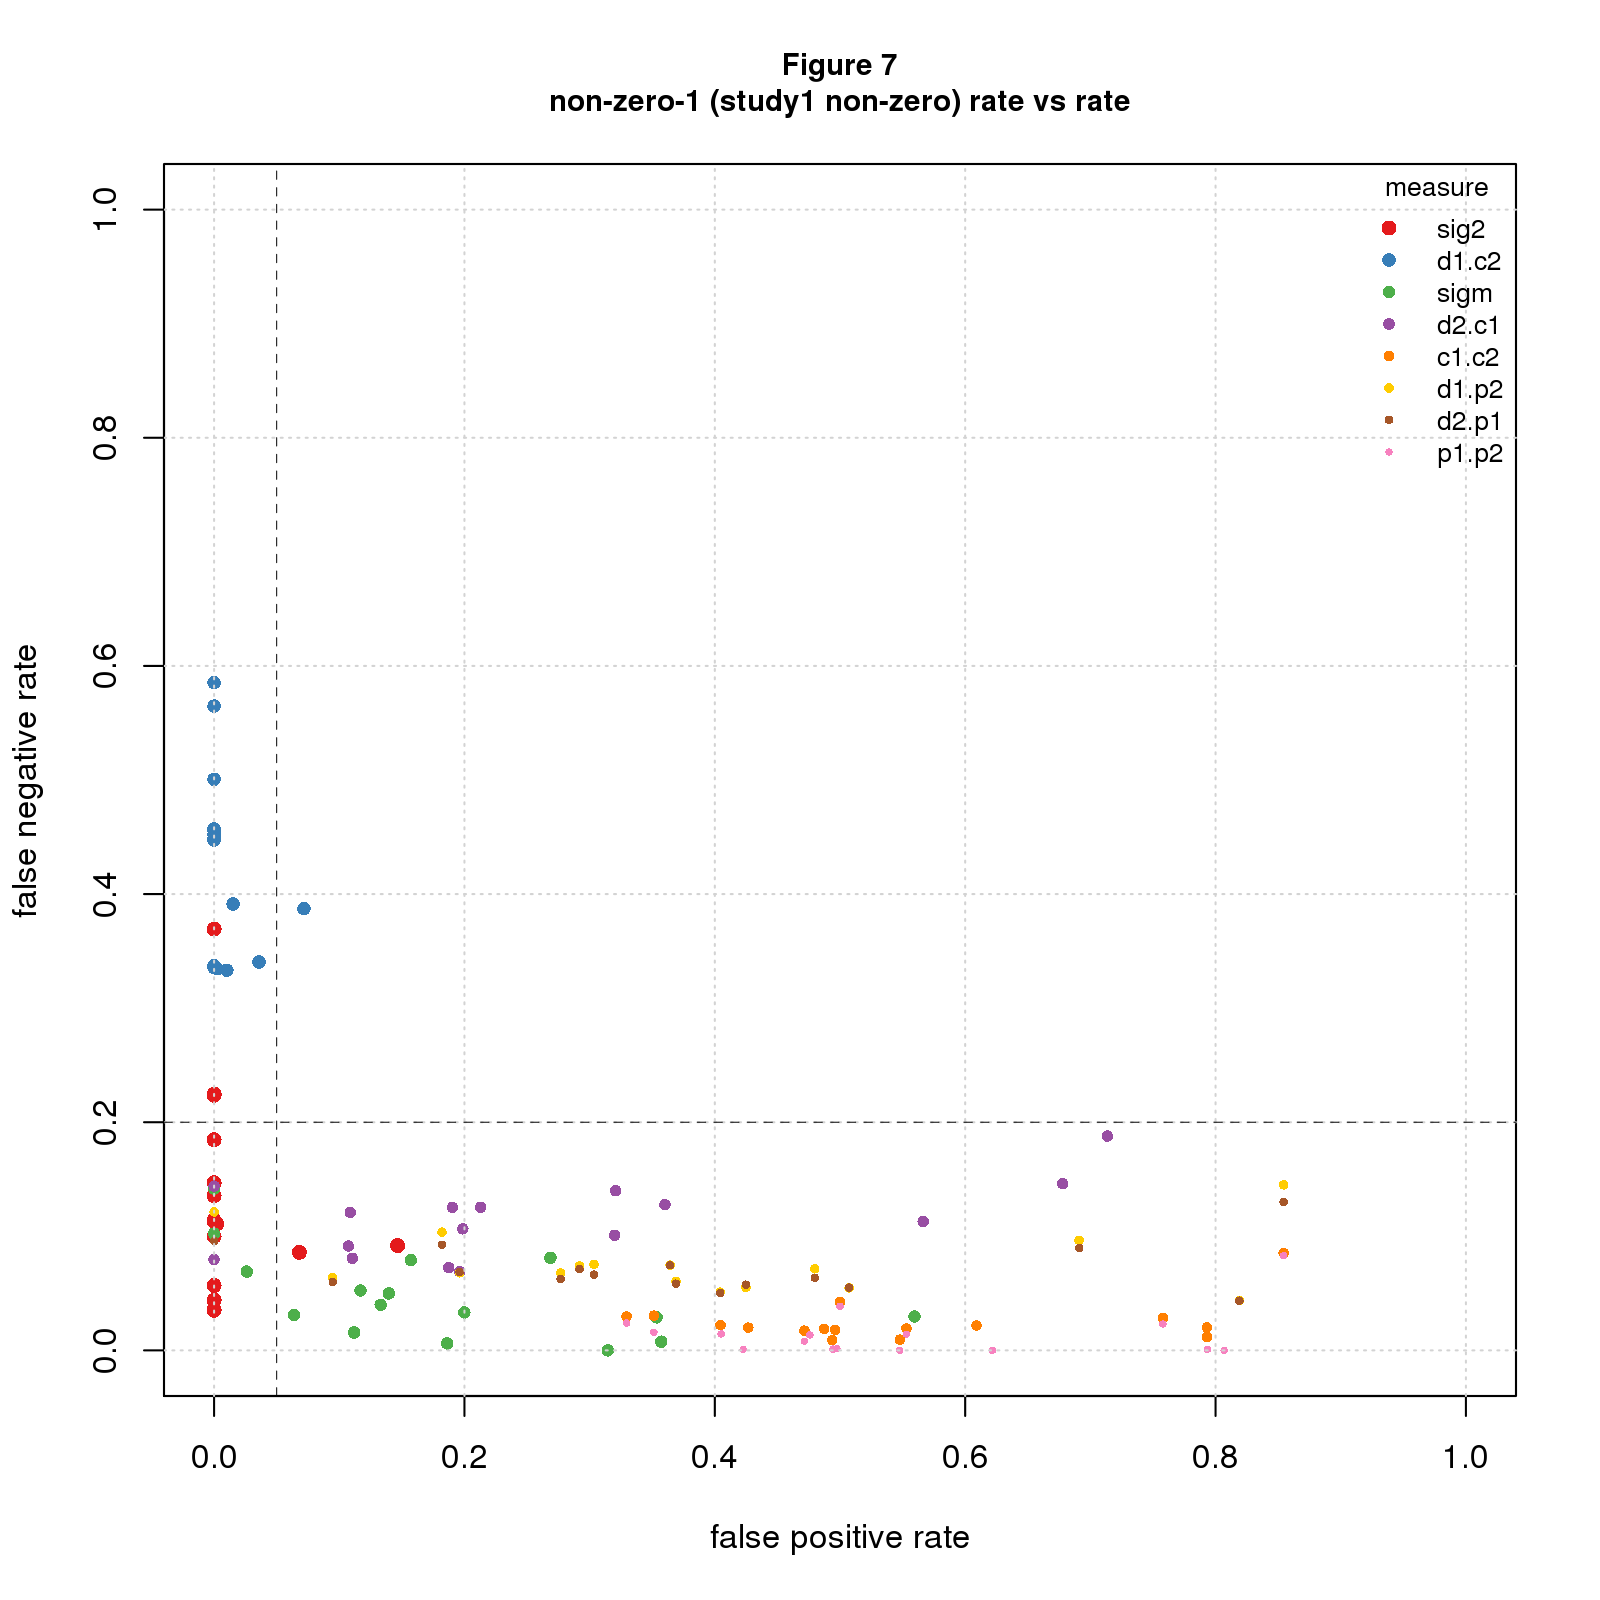 Figure 7
non-zero-1 (study1 non-zero) rate vs rate
measure
sig2
d1.c2
sigm
d2.c1
c1.c2
d1.p2
d2.p1
p1.p2
false negative rate
1.0
0.8
0.6
0.4
0.2
0.0
0.0 0.2 0.4 0.6 0.8 1.0
false positive rate